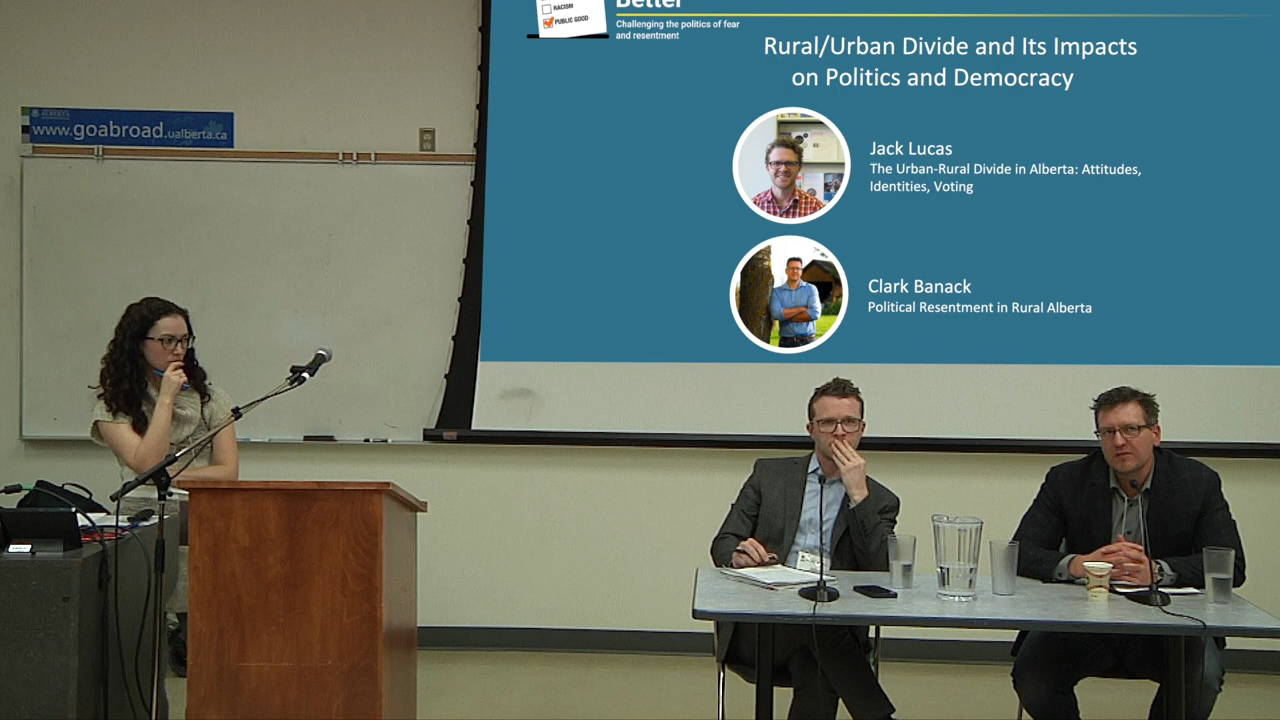 RACISM
PUBLIC GOOD
Better
Challenging the politics of fear
and resentment
Rural/Urban Divide and Its Impacts
on Politics and Democracy
www.goabroad.ualberta.ca
Jack Lucas
The Urban-Rural Divide in Alberta: Attitudes,
Identities, Voting
Clark Banack
Political Resentment in Rural Alberta